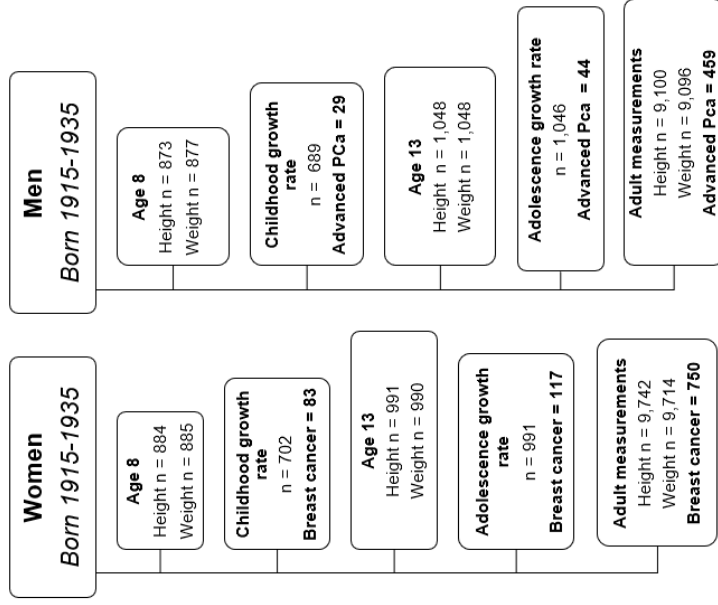 Women
Born 1915-1935
Age 8
Height n = 884
Weight n = 885
Childhood growth
rate
n = 702
Breast cancer = 83
Age 13
Height n = 991
Weight n = 990
Adolescence growth
rate
n = 991
Breast cancer = 117
Adult measurements
Height n = 9,742
Weight n = 9,714
Breast cancer = 750
Men
Born 1915-1935
Age 8
Height n = 873
Weight n = 877
Childhood growth
rate
n = 689
Advanced PCa = 29
Age 13
Height n = 1,048
Weight n = 1,048
Adolescence growth rate
n = 1,046
Advanced Pca = 44
Adult measurements
Height n = 9,100
Weight n = 9,096
Advanced PCa = 459